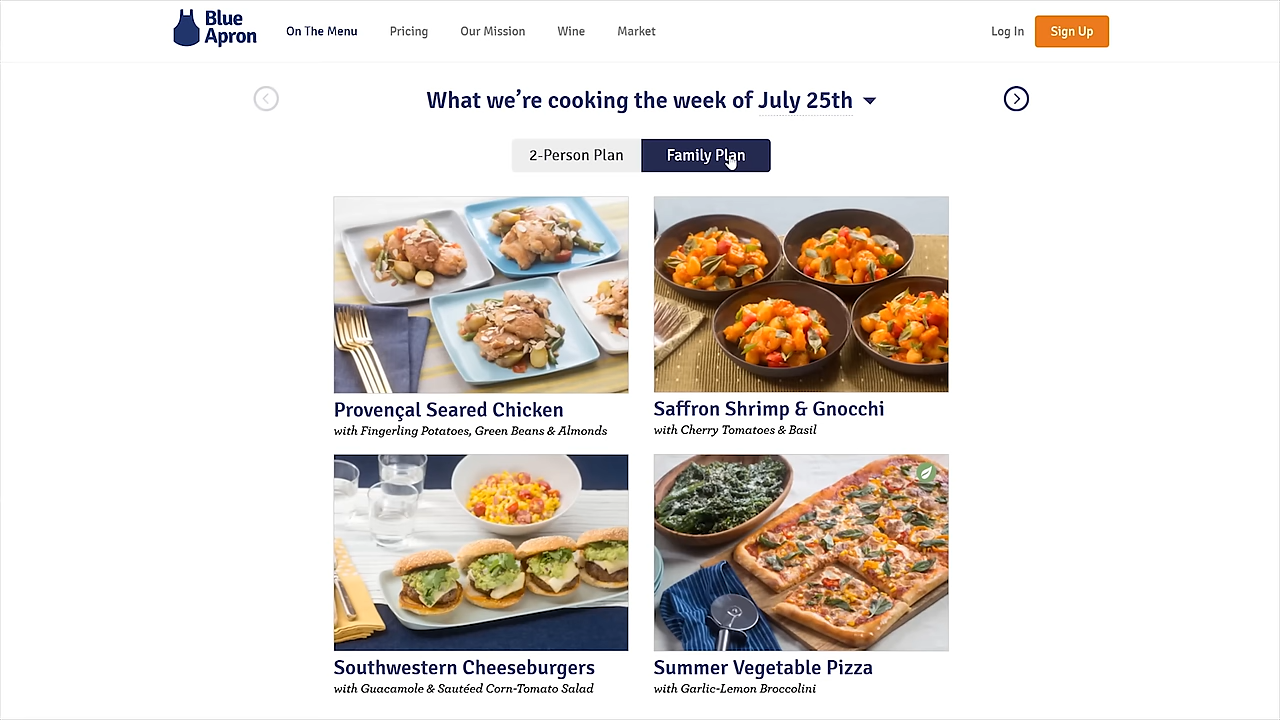 Blue
Apron
On The Menu
Pricing
Our Mission
Wine
Market
Log In
Sign Up
What we’re cooking the week of July 25th
2-Person Plan
Family Plan
Provençal Seared Chicken
with Fingerling Potatoes, Green Beans & Almonds
Saffron Shrimp & Gnocchi
with Cherry Tomatoes & Basil
Southwestern Cheeseburgers
with Guacamole & Sautéed Corn-Tomato Salad
Summer Vegetable Pizza
with Garlic-Lemon Broccolini